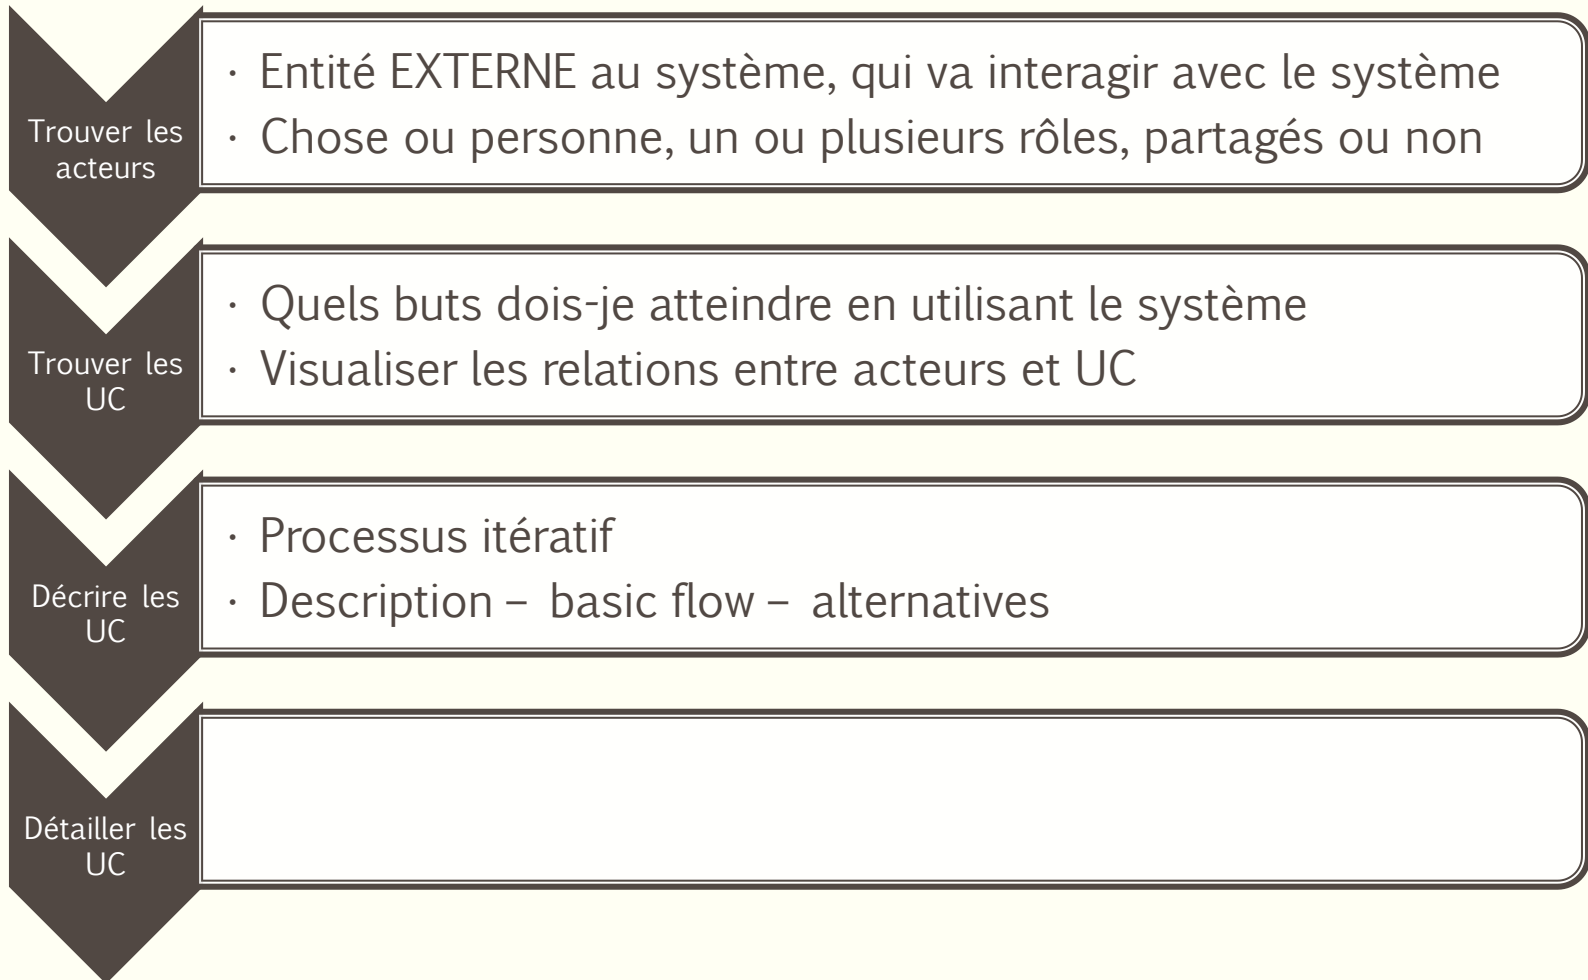 Trouver les
acteurs
· Entité EXTERNE au système, qui va interagir avec le système
· Chose ou personne, un ou plusieurs rôles, partagés ou non
Trouver les
UC
· Quels buts dois-je atteindre en utilisant le système
· Visualiser les relations entre acteurs et UC
Décrire les
UC
· Processus itératif
· Description – basic flow – alternatives
Détailler les
UC